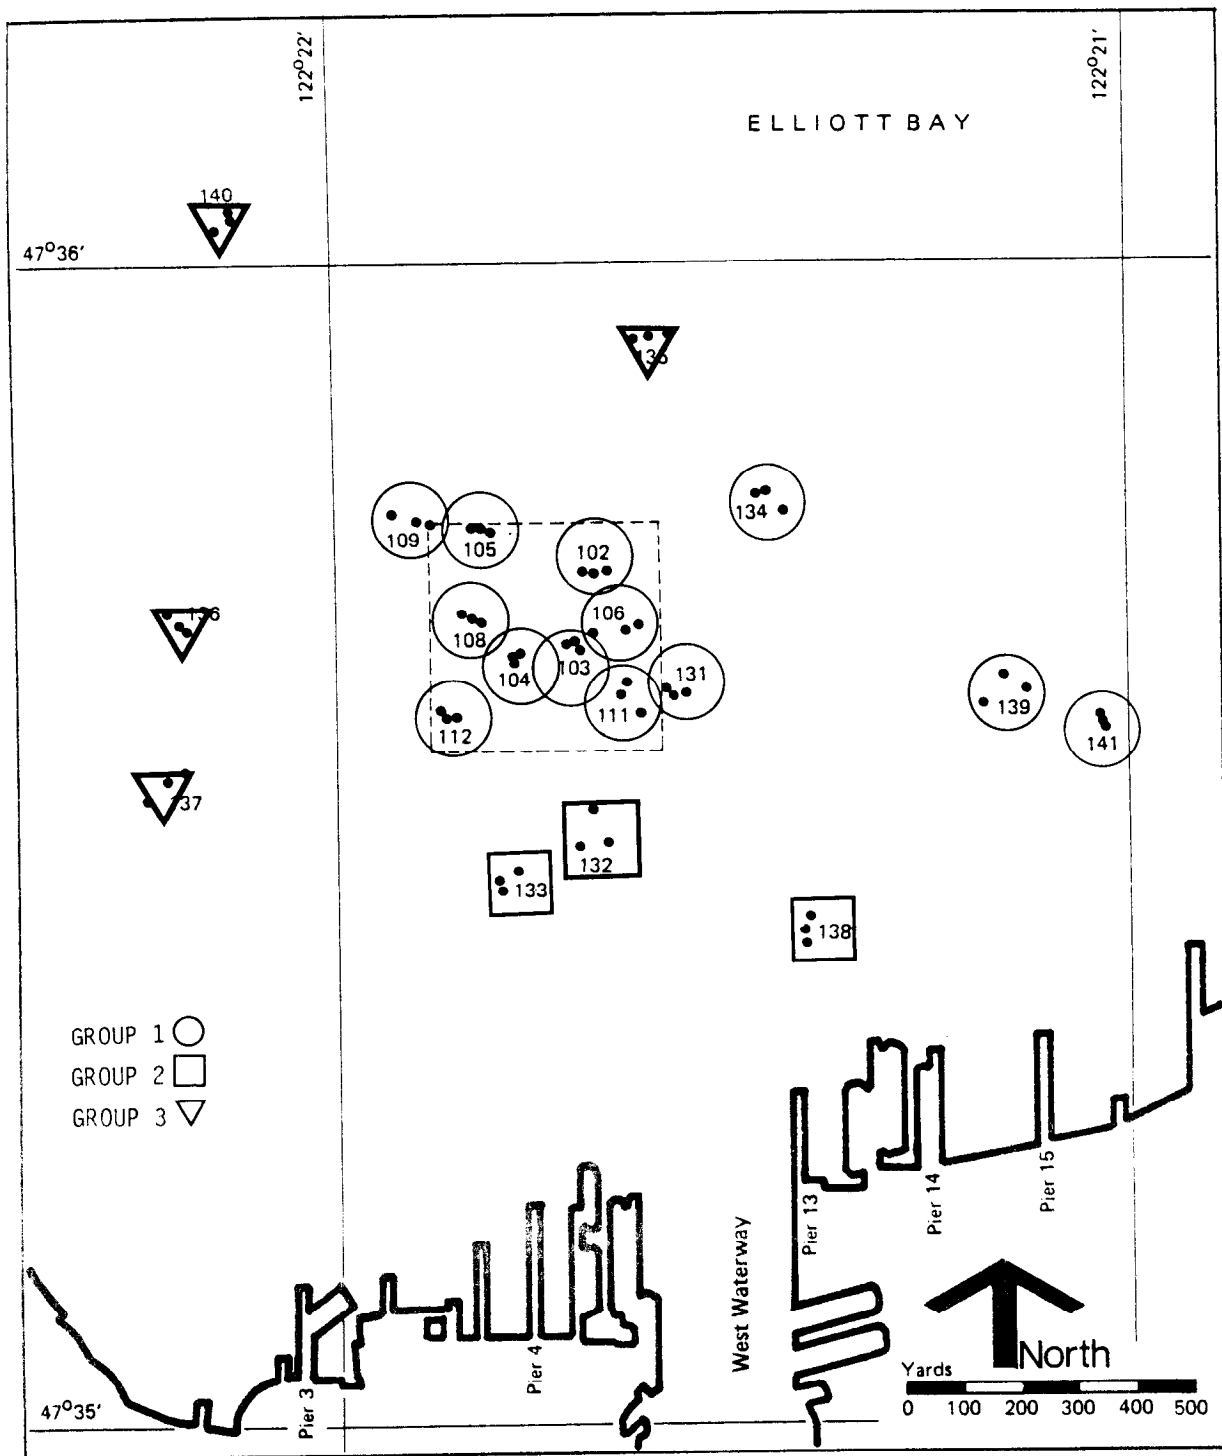 122°22'
122°21'
ELLIOTT BAY
140
47°36'
135
134
109
105
102
136
108
106
104
103
131
111
139
112
141
137
132
133
138
GROUP 1
GROUP 2
GROUP 3
Pier 15
Pier 14
Pier 13
West Waterway
Pier 4
Pier 3
North
Yards
0 100 200 300 400 500
47°35'